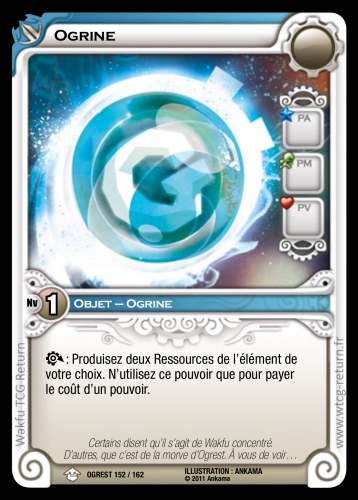 OGRINE
PA
PM
PV
Nv 1 OBJET – OGRINE
: Produisez deux Ressources de l'élément de
votre choix. N'utilisez ce pouvoir que pour payer
le coût d'un pouvoir.
Certains disent qu'il s'agit de Wakfu concentré.
D'autres, que c'est de la morve d'Ogrest. À vous de voir…
OGREST 152 / 162
ILLUSTRATION : ANKAMA
© 2011 Ankama
Wakfu TCG Return
www.wtcg-return.fr